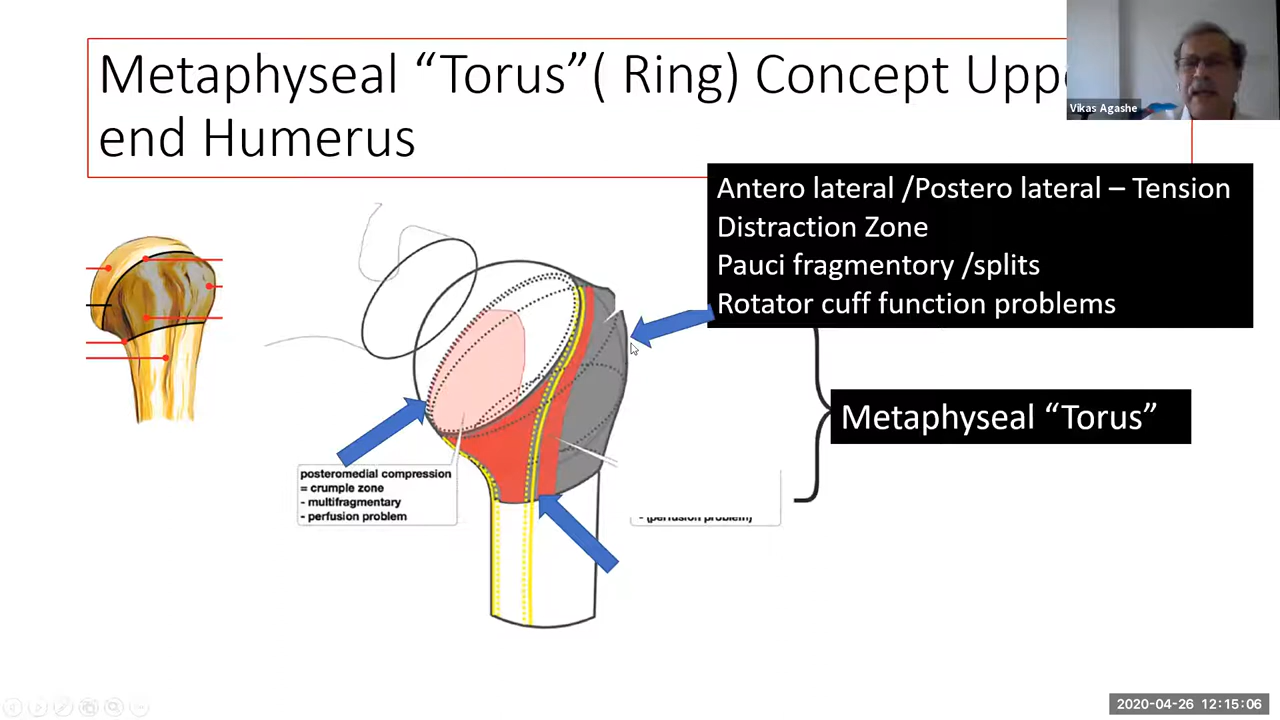 Metaphyseal “Torus”( Ring) Concept Upp
end Humerus
Vikas Agashe
Antero lateral /Postero lateral – Tension
Distraction Zone
Pauci fragmentory /splits
Rotator cuff function problems
Metaphyseal “Torus”
posteromedial compression
= crumple zone
- multifragmentary
- perfusion problem
- (perfusion problem)
2020-04-26 12:15:06